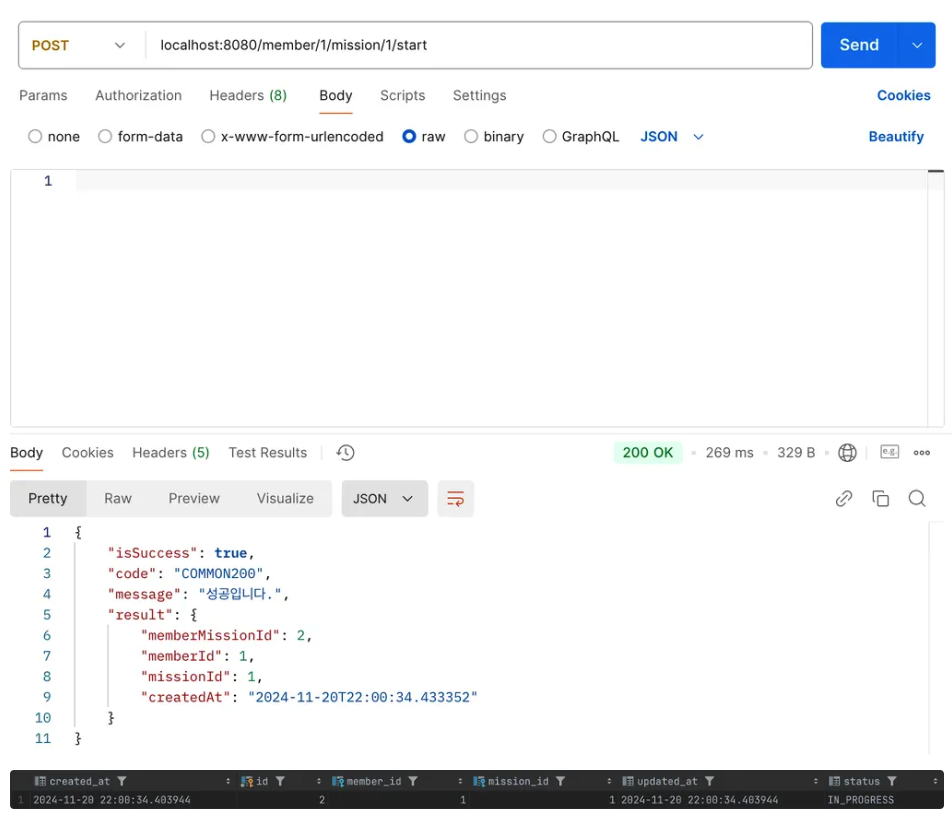 POST localhost:8080/member/1/mission/1/start Send
Params Authorization Headers (8) Body Scripts Settings Cookies
none form-data x-www-form-urlencoded raw binary GraphQL JSON Beautify
1
Body Cookies Headers (5) Test Results 200 OK 269 ms 329 B e.g.
Pretty Raw Preview Visualize JSON
1 {
2 "isSuccess": true,
3 "code": "COMMON200",
4 "message": "성공입니다.",
5 "result": {
6 "memberMissionId": 2,
7 "memberId": 1,
8 "missionId": 1,
9 "createdAt": "2024-11-20T22:00:34.433352"
10 }
11 }
created_at id member_id mission_id updated_at status
1 2024-11-20 22:00:34.403944 2 1 1 2024-11-20 22:00:34.403944 IN_PROGRESS